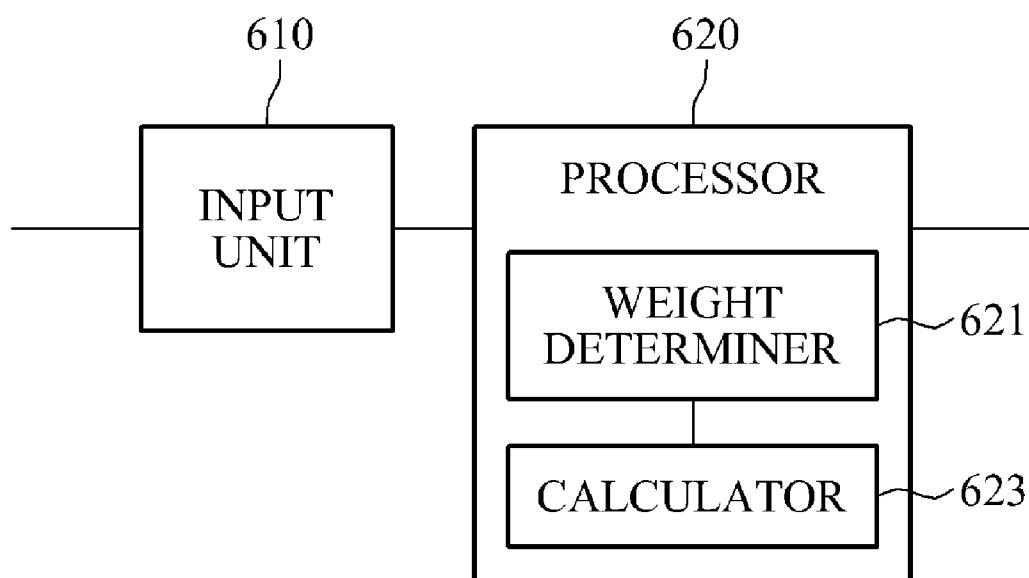 610
620
INPUT
UNIT
PROCESSOR
WEIGHT
DETERMINER
621
CALCULATOR
623